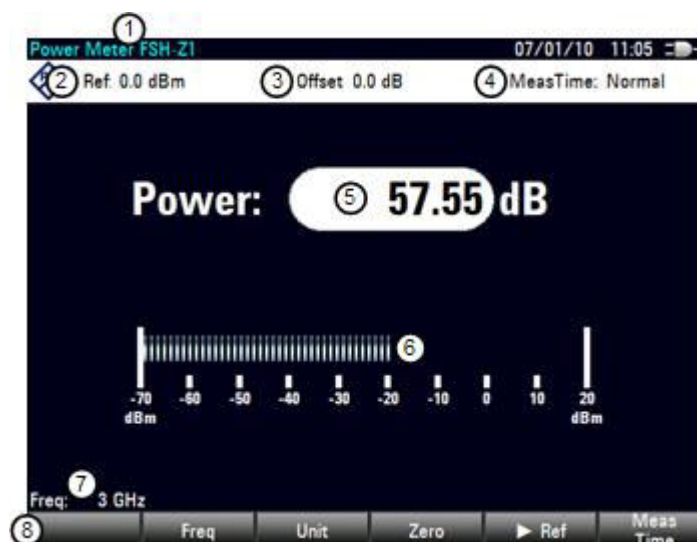 1
Power Meter FSH-Z1 07/01/10 11:05
2 Ref: 0.0 dBm 3 Offset 0.0 dB 4 MeasTime: Normal
Power: 5 57.55 dB
6
-70 -60 -50 -40 -30 -20 -10 0 10 20
dBm dBm
7
Freq: 3 GHz
8 Freq Unit Zero ► Ref Meas
Time